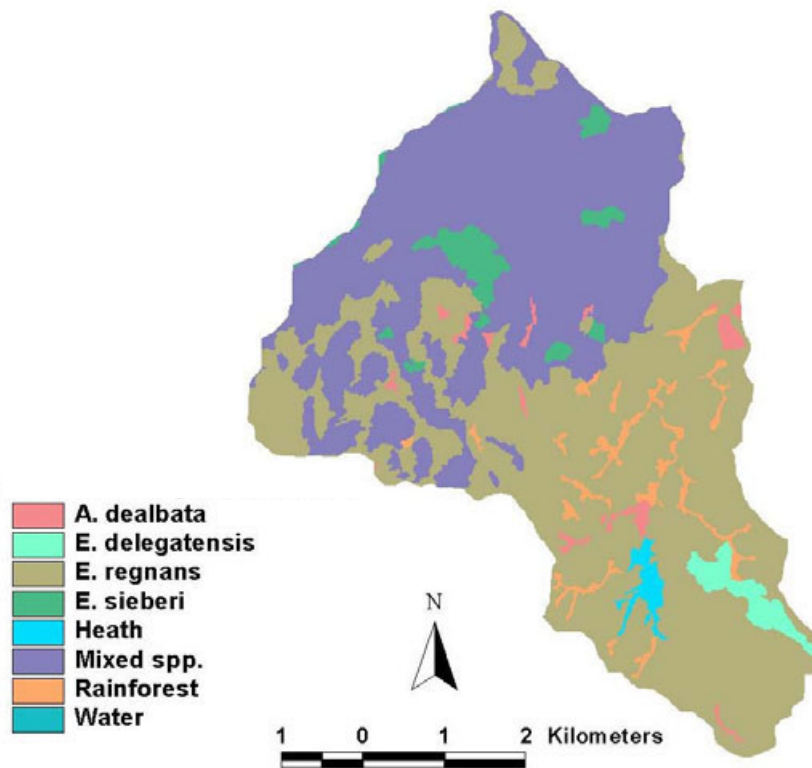 A. dealbata
E. delegatensis
E. regnans
E. sieberi
Heath
Mixed spp.
Rainforest
Water
N
1 0 1 2 Kilometers